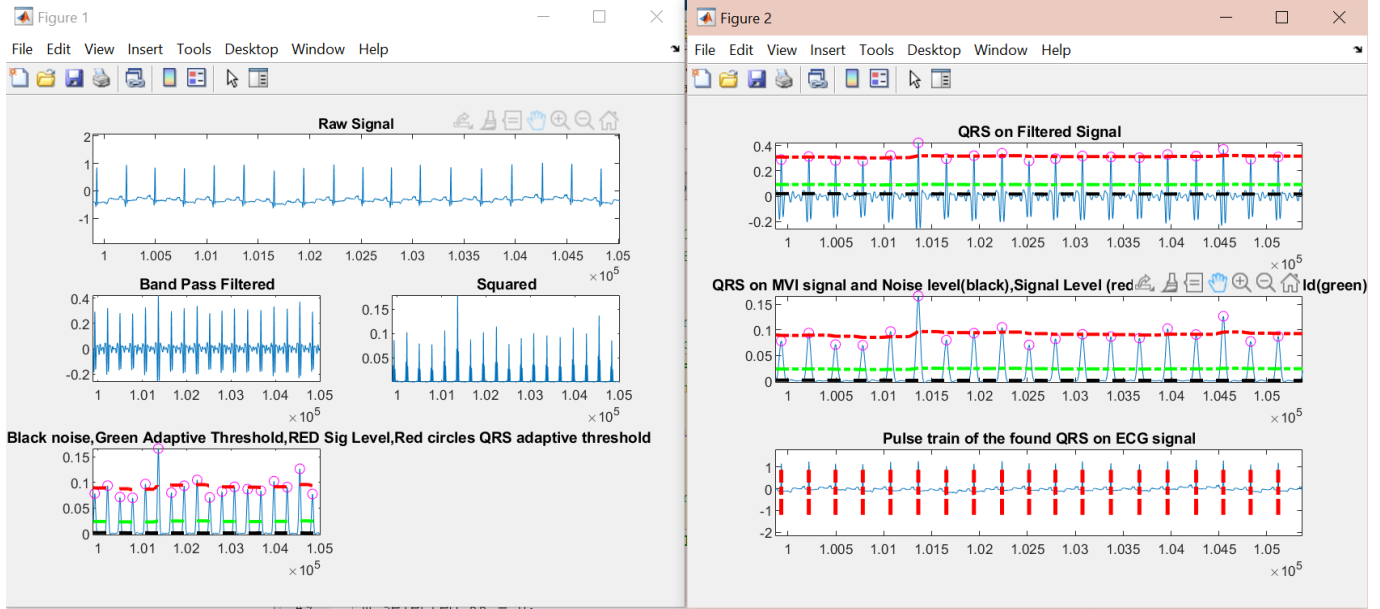 Figure 1
File Edit View Insert Tools Desktop Window Help
Raw Signal
2
1
0
-1
1 1.005 1.01 1.015 1.02 1.025 1.03 1.035 1.04 1.045 1.05
×10^5
Band Pass Filtered
0.4
0.2
0
-0.2
1 1.01 1.02 1.03 1.04 1.05
×10^5
Squared
0.15
0.1
0.05
1 1.01 1.02 1.03 1.04 1.05
×10^5
Black noise,Green Adaptive Threshold,RED Sig Level,Red circles QRS adaptive threshold
0.15
0.1
0.05
0
1 1.01 1.02 1.03 1.04 1.05
×10^5
Figure 2
File Edit View Insert Tools Desktop Window Help
QRS on Filtered Signal
0.4
0.2
0
-0.2
1 1.005 1.01 1.015 1.02 1.025 1.03 1.035 1.04 1.045 1.05
×10^5
QRS on MVI signal and Noise level(black),Signal Level (red ld(green)
0.15
0.1
0.05
0
1 1.005 1.01 1.015 1.02 1.025 1.03 1.035 1.04 1.045 1.05
×10^5
Pulse train of the found QRS on ECG signal
1
0
-1
-2
1 1.005 1.01 1.015 1.02 1.025 1.03 1.035 1.04 1.045 1.05
×10^5